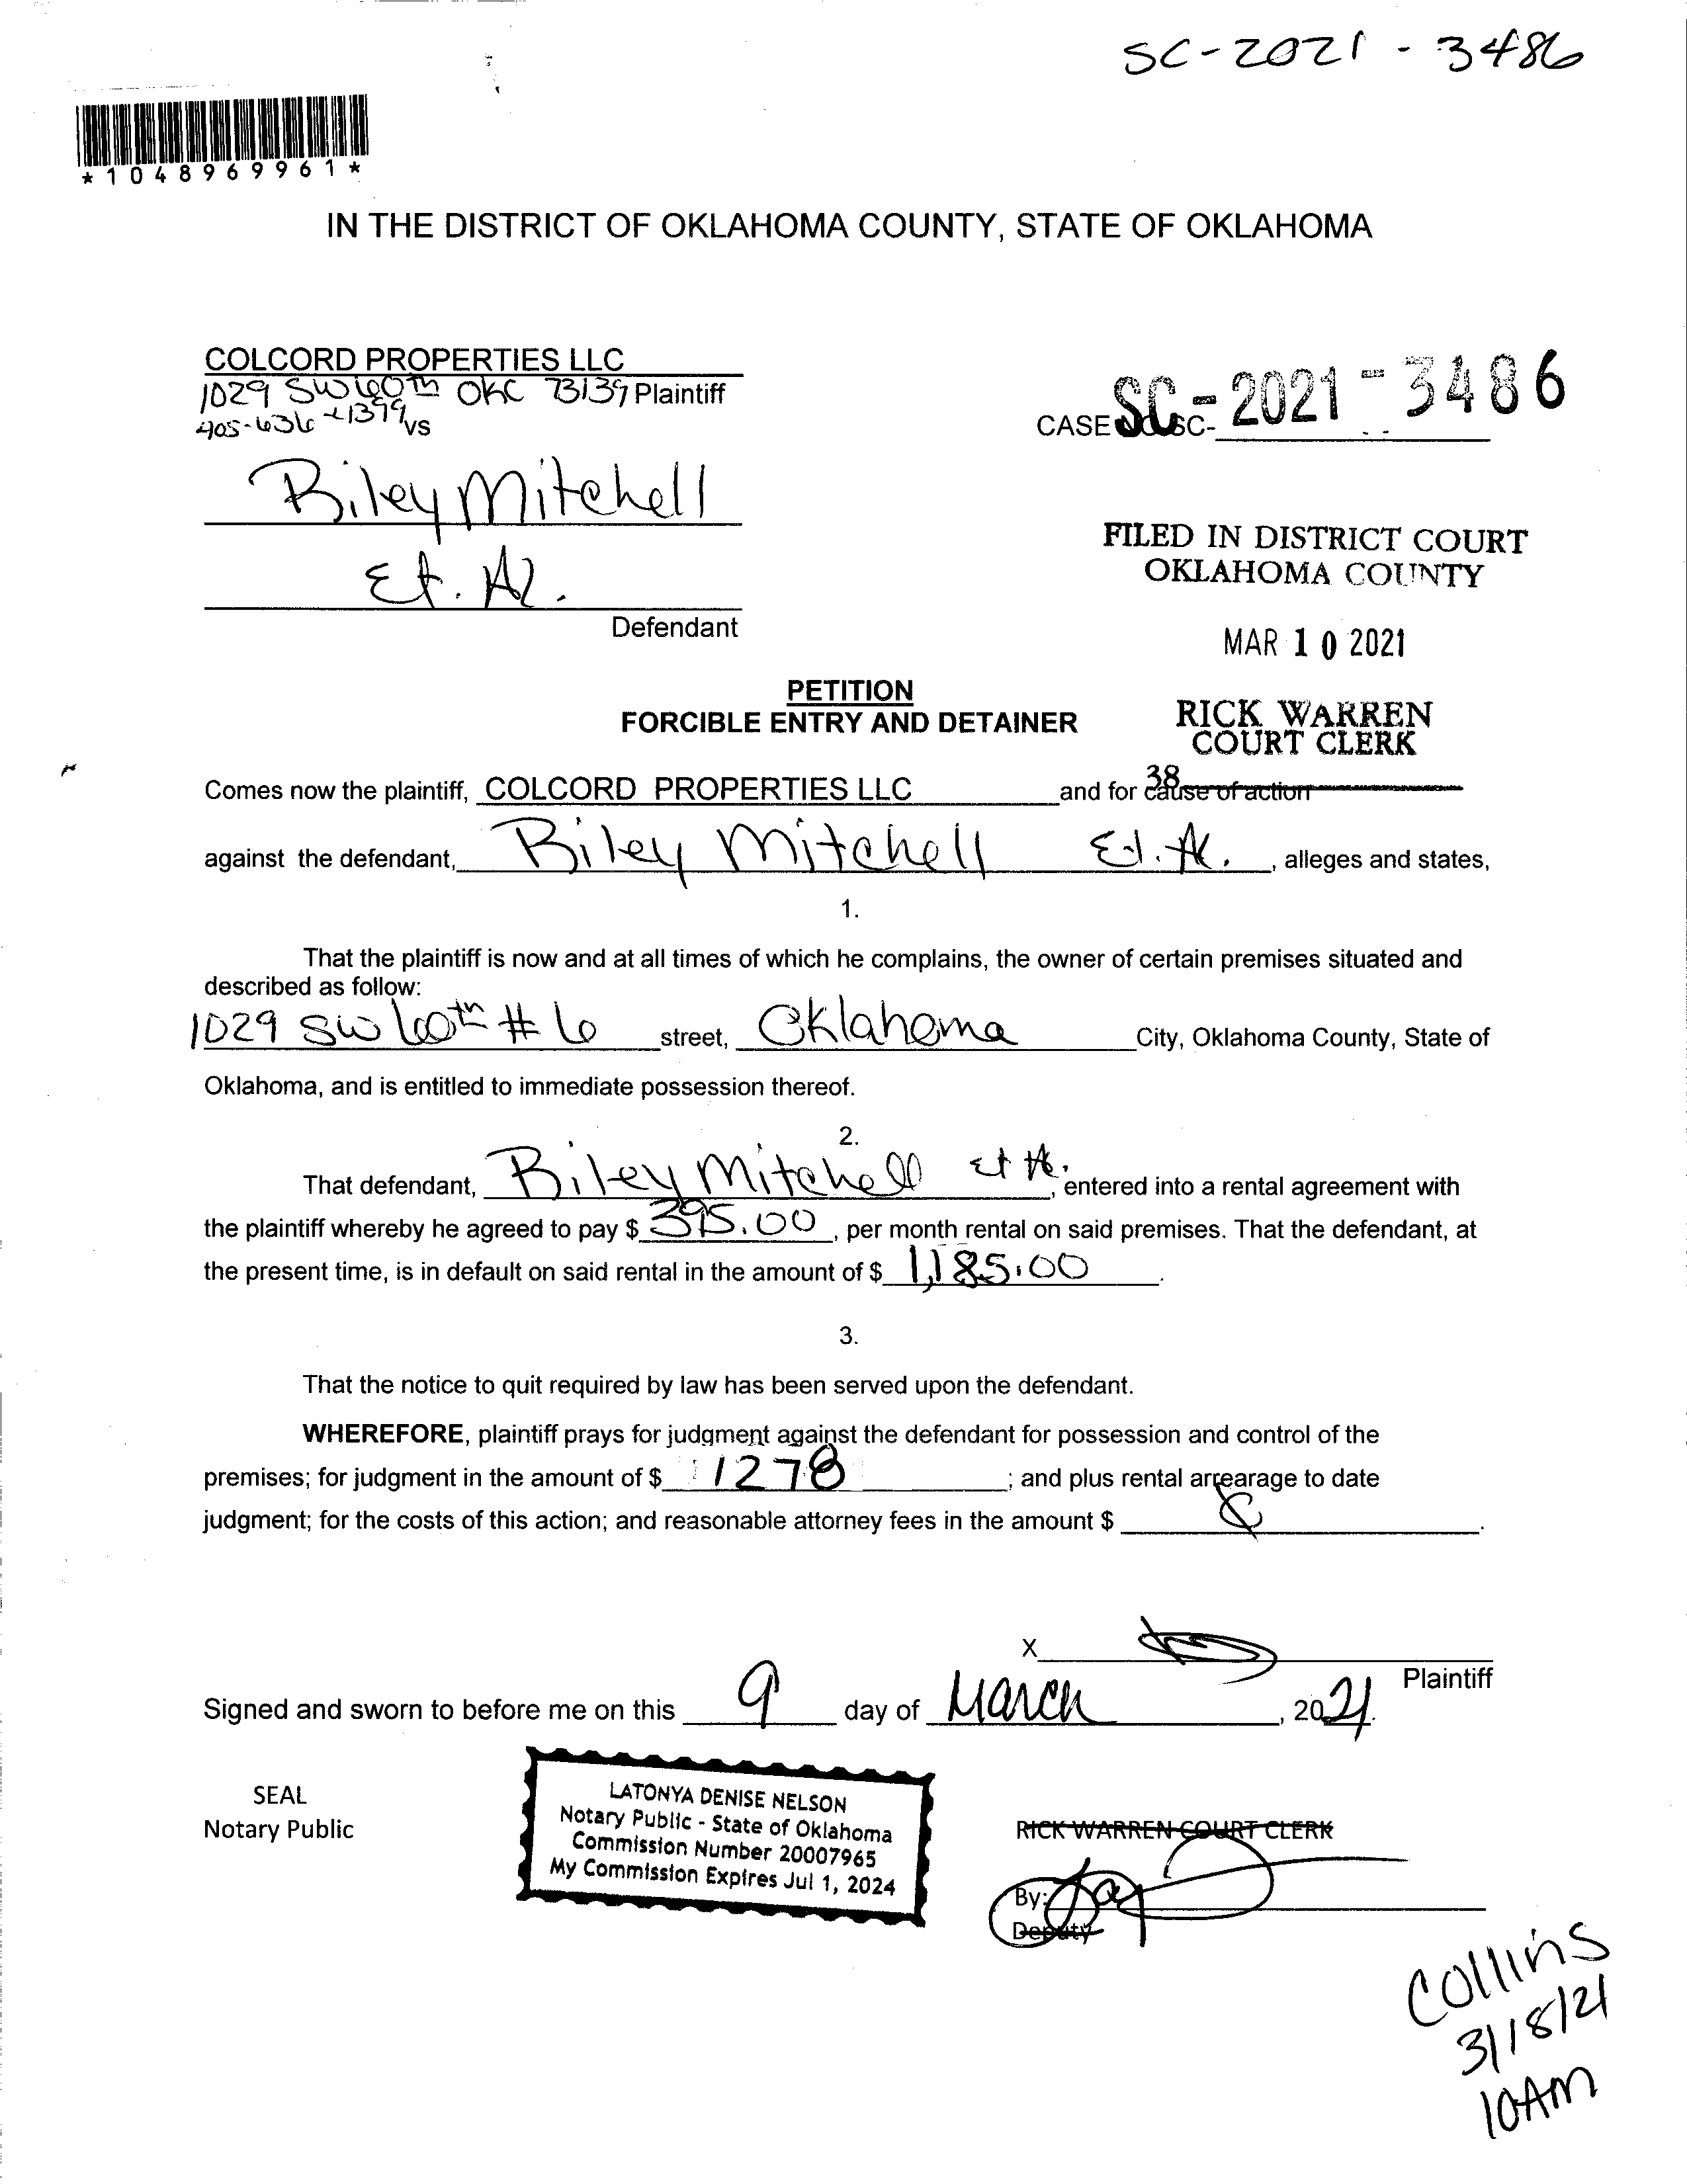 SC-2021-3486
*1048969961*
IN THE DISTRICT OF OKLAHOMA COUNTY, STATE OF OKLAHOMA
COLCORD PROPERTIES LLC
1029 SW 60th OKC 73139 Plaintiff
405-636-1399 vs
CASE SC- SC-2021-3486
Riley Mitchell
Et. Al.
Defendant
FILED IN DISTRICT COURT
OKLAHOMA COUNTY
MAR 10 2021
RICK WARREN
COURT CLERK
38
PETITION
FORCIBLE ENTRY AND DETAINER
Comes now the plaintiff, COLCORD PROPERTIES LLC and for cause of action
against the defendant, Riley Mitchell Et. Al. , alleges and states,
1.
That the plaintiff is now and at all times of which he complains, the owner of certain premises situated and
described as follow:
1029 SW 60th # 6 street, Oklahoma City, Oklahoma County, State of
Oklahoma, and is entitled to immediate possession thereof.
2.
That defendant, Riley Mitchell et Al. , entered into a rental agreement with
the plaintiff whereby he agreed to pay $ 395.00 , per month rental on said premises. That the defendant, at
the present time, is in default on said rental in the amount of $ 1,185.00 .
3.
That the notice to quit required by law has been served upon the defendant.
WHEREFORE, plaintiff prays for judgment against the defendant for possession and control of the
premises; for judgment in the amount of $ 1278 ; and plus rental arrearage to date
judgment; for the costs of this action; and reasonable attorney fees in the amount $ .
X
Plaintiff
Signed and sworn to before me on this 9 day of March , 2021.
SEAL
Notary Public
LATONYA DENISE NELSON
Notary Public - State of Oklahoma
Commission Number 20007965
My Commission Expires Jul 1, 2024
RICK WARREN COURT CLERK
By:
Deputy
Collins
3/18/21
10AM